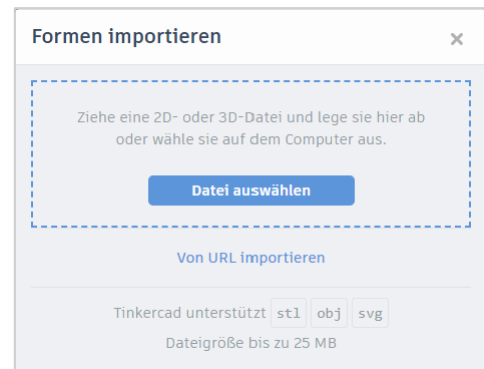 Formen importieren
Ziehe eine 2D- oder 3D-Datei und lege sie hier ab
oder wähle sie auf dem Computer aus.
Datei auswählen
Von URL importieren
Tinkercad unterstützt stl obj svg
Dateigröße bis zu 25 MB